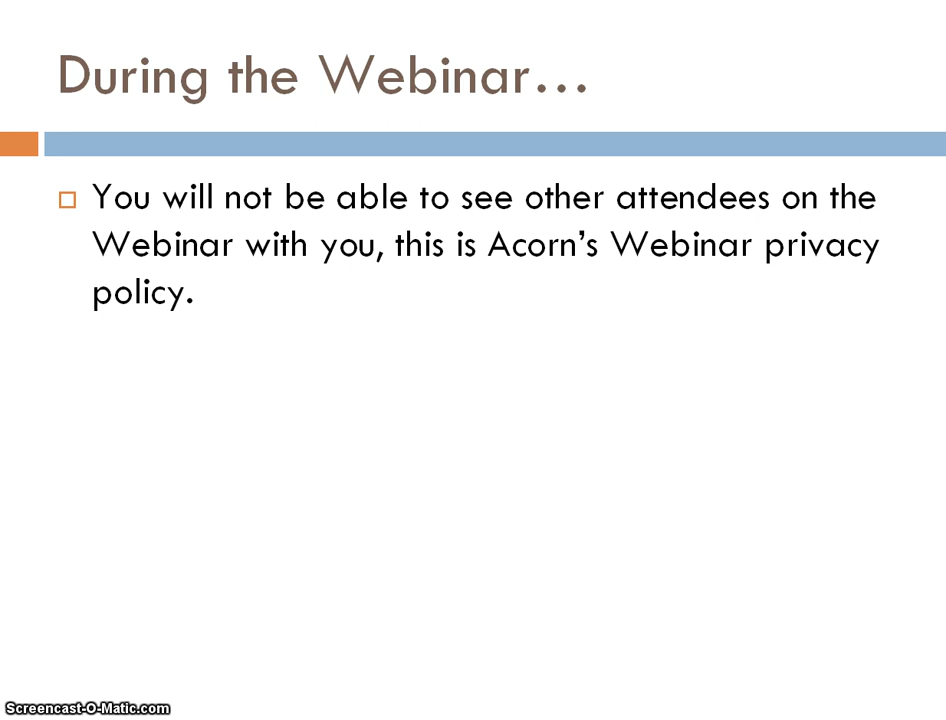 During the Webinar…
You will not be able to see other attendees on the
Webinar with you, this is Acorn’s Webinar privacy
policy.
Screencast-O-Matic.com